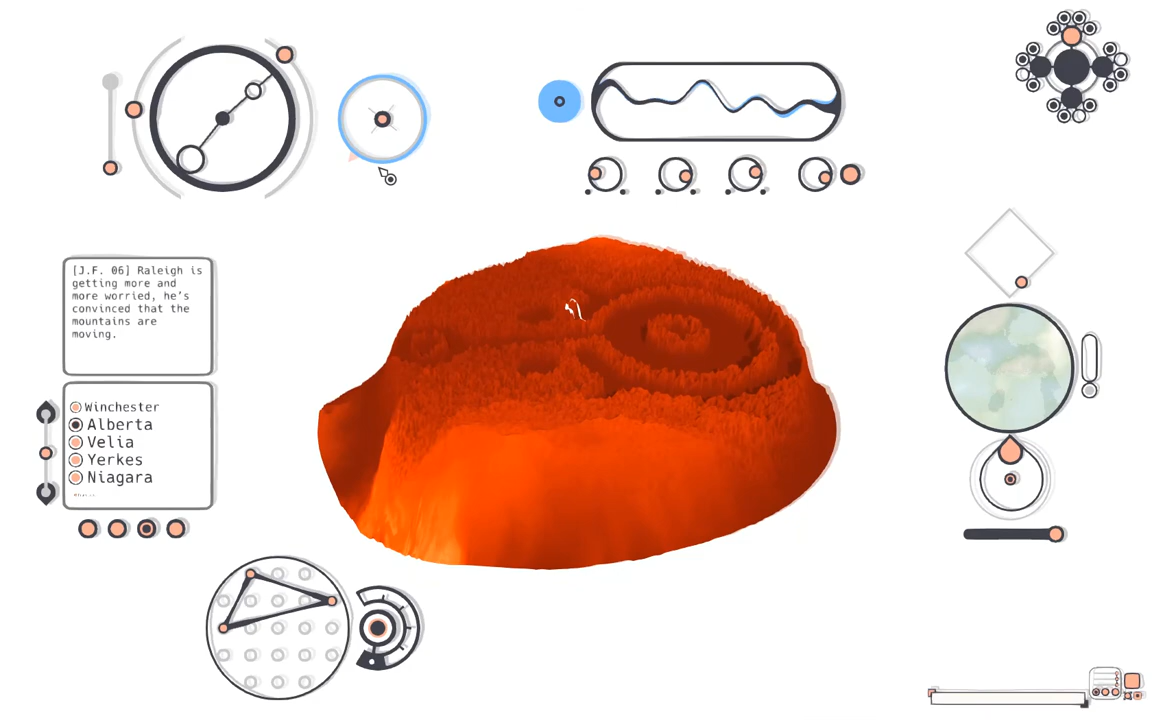 [J.F. 06] Raleigh is
getting more and
more worried, he's
convinced that the
mountains are
moving.
Winchester
Alberta
Velia
Yerkes
Niagara